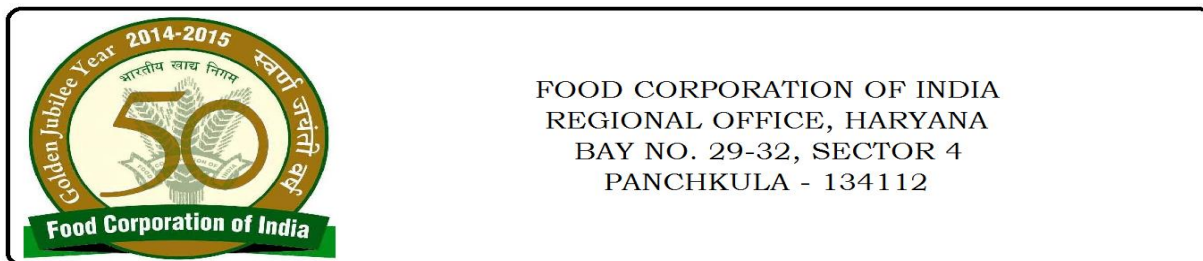 Golden Jubilee Year 2014-2015 स्वर्ण जयंती वर्ष
भारतीय खाद्य निगम
50
Food Corporation of India
FOOD CORPORATION OF INDIA
REGIONAL OFFICE, HARYANA
BAY NO. 29-32, SECTOR 4
PANCHKULA - 134112